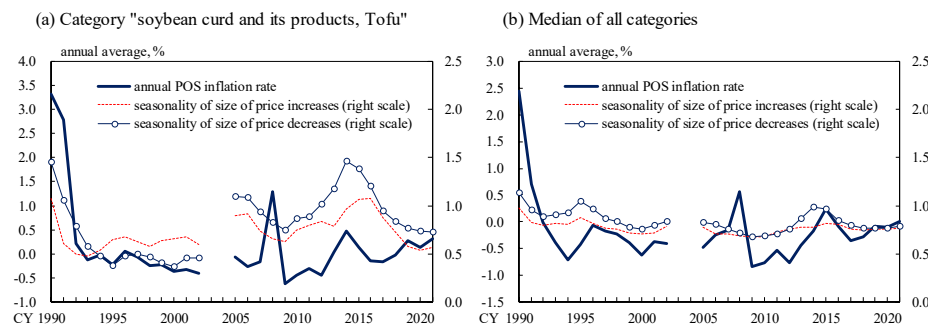 (a) Category "soybean curd and its products, Tofu"
annual average, %
4.0
3.5
3.0
2.5
2.0
1.5
1.0
0.5
0.0
-0.5
-1.0
2.5
2.0
1.5
1.0
0.5
0.0
annual POS inflation rate
seasonality of size of price increases (right scale)
seasonality of size of price decreases (right scale)
CY 1990 1995 2000 2005 2010 2015 2020
(b) Median of all categories
annual average, %
3.0
2.5
2.0
1.5
1.0
0.5
0.0
-0.5
-1.0
-1.5
2.5
2.0
1.5
1.0
0.5
0.0
annual POS inflation rate
seasonality of size of price increases (right scale)
seasonality of size of price decreases (right scale)
CY 1990 1995 2000 2005 2010 2015 2020